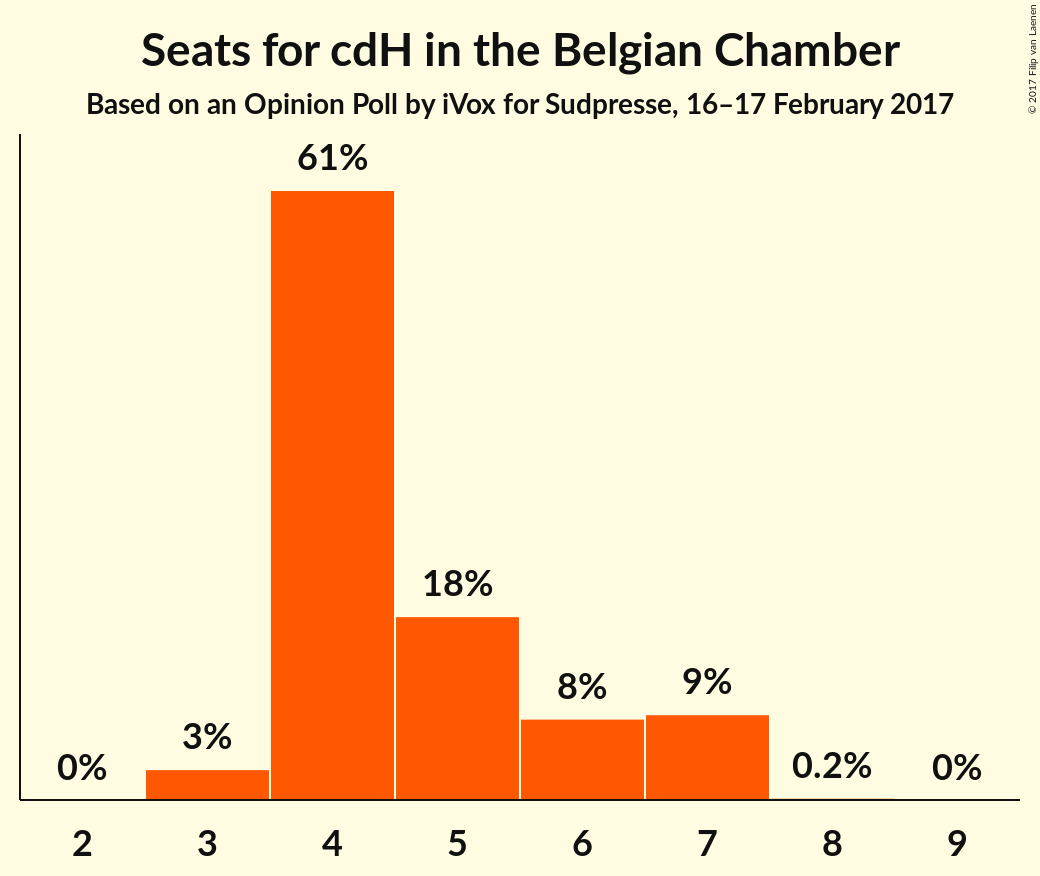 Seats for cdH in the Belgian Chamber
Based on an Opinion Poll by iVox for Sudpresse, 16–17 February 2017
© 2017 Filip van Laenen
61%
18%
8%
9%
3%
0%
0.2%
0%
2 3 4 5 6 7 8 9